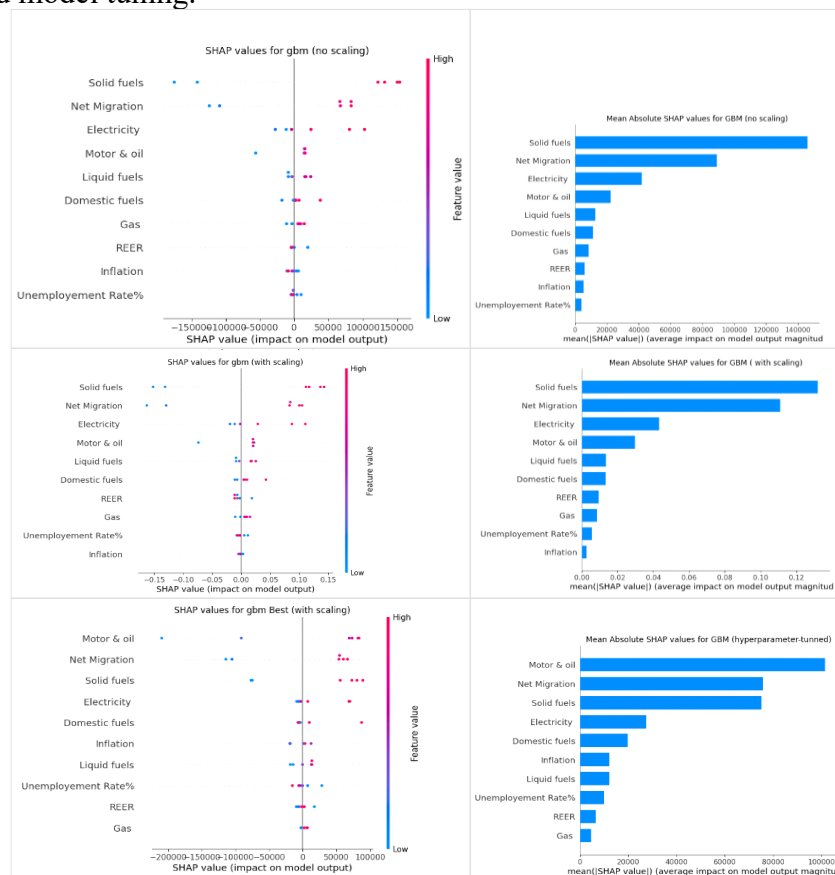 d model tuning.
SHAP values for gbm (no scaling)
High
Solid fuels
Net Migration
Electricity
Motor & oil
Liquid fuels
Domestic fuels
Gas
REER
Inflation
Unemployement Rate%
Feature value
Low
−150000−100000−50000 0 50000 100000 150000
SHAP value (impact on model output)
Mean Absolute SHAP values for GBM (no scaling)
Solid fuels
Net Migration
Electricity
Motor & oil
Liquid fuels
Domestic fuels
Gas
REER
Inflation
Unemployement Rate%
0 20000 40000 60000 80000 100000 120000 140000
mean(|SHAP value|) (average impact on model output magnitud
SHAP values for gbm (with scaling)
High
Solid fuels
Net Migration
Electricity
Motor & oil
Liquid fuels
Domestic fuels
REER
Gas
Unemployement Rate%
Inflation
Feature value
Low
−0.15 −0.10 −0.05 0.00 0.05 0.10 0.15
SHAP value (impact on model output)
Mean Absolute SHAP values for GBM ( with scaling)
Solid fuels
Net Migration
Electricity
Motor & oil
Liquid fuels
Domestic fuels
REER
Gas
Unemployement Rate%
Inflation
0.00 0.02 0.04 0.06 0.08 0.10 0.12
mean(|SHAP value|) (average impact on model output magnitud
SHAP values for gbm Best (with scaling)
High
Motor & oil
Net Migration
Solid fuels
Electricity
Domestic fuels
Inflation
Liquid fuels
Unemployement Rate%
REER
Gas
Feature value
Low
−200000−150000−100000 −50000 0 50000 100000
SHAP value (impact on model output)
Mean Absolute SHAP values for GBM (hyperparameter-tunned)
Motor & oil
Net Migration
Solid fuels
Electricity
Domestic fuels
Inflation
Liquid fuels
Unemployement Rate%
REER
Gas
0 20000 40000 60000 80000 100000
mean(|SHAP value|) (average impact on model output magnitud